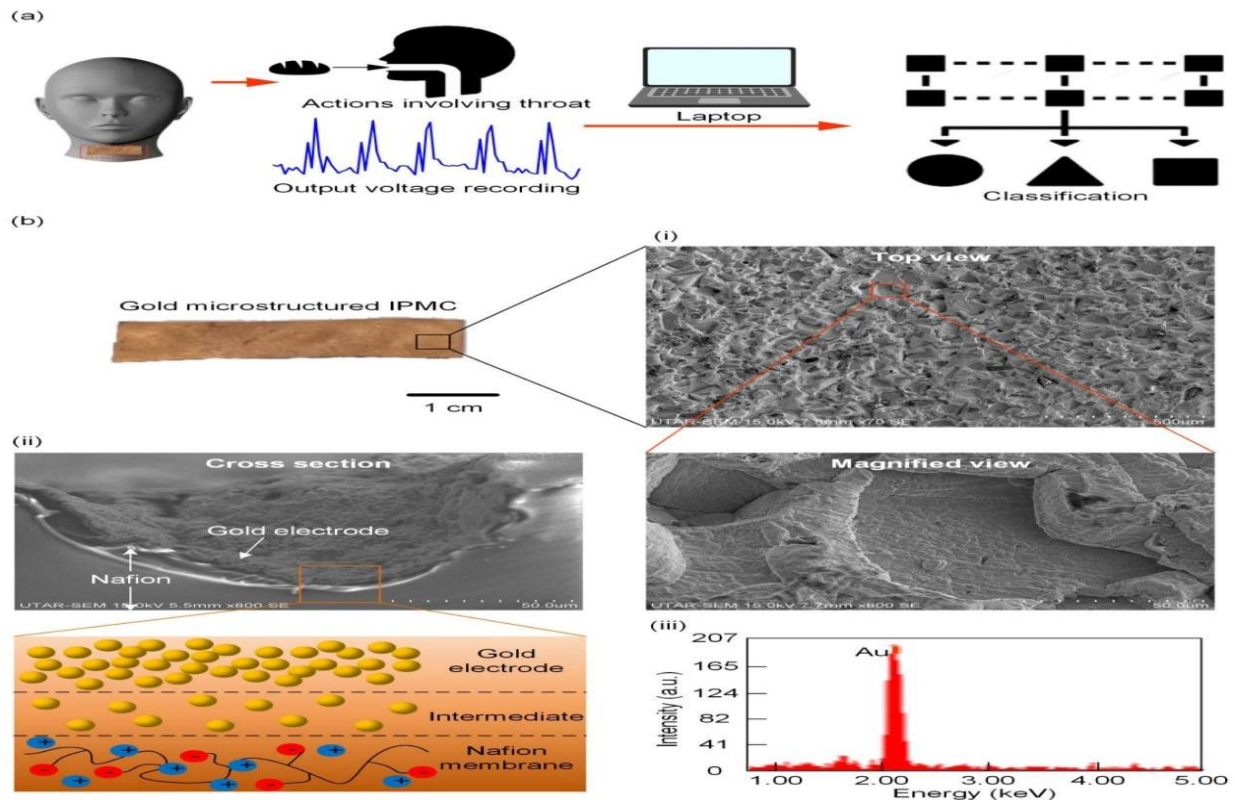 (a)
Actions involving throat
Output voltage recording
Laptop
Classification
(b)
Gold microstructured IPMC
1 cm
(i)
Top view
UTAR-SEM 15.0kV 7.8mm x70 SE
500um
Magnified view
UTAR-SEM 15.0kV 7.7mm x800 SE
50.0um
(ii)
Cross section
Gold electrode
Nafion
UTAR-SEM 15.0kV 5.5mm x800 SE
50.0um
Gold
electrode
Intermediate
Nafion
membrane
+ - + + - + - + - + -
(iii)
207
165
124
82
41
0
Au
Intensity (a.u.)
1.00 2.00 3.00 4.00 5.00
Energy (keV)